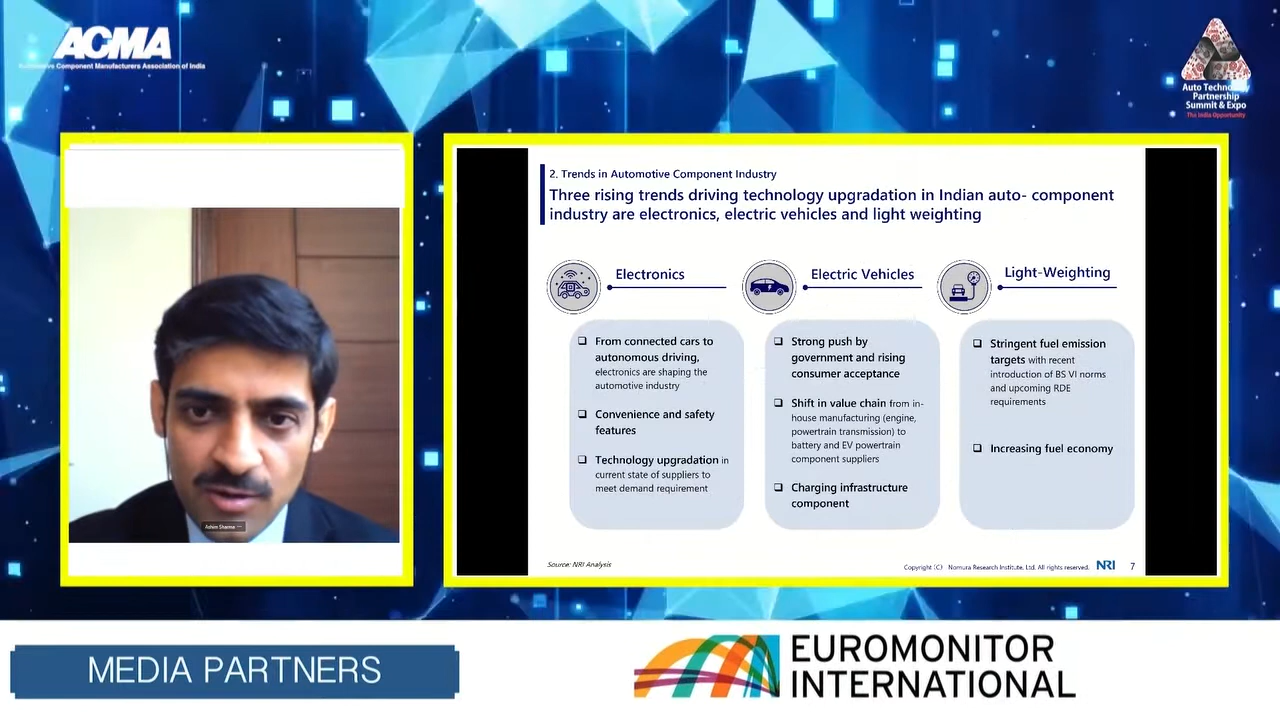 ACMA
Automotive Component Manufacturers Association of India
Auto Technology
Partnership
Summit & Expo
The India Opportunity
2. Trends in Automotive Component Industry
Three rising trends driving technology upgradation in Indian auto- component
industry are electronics, electric vehicles and light weighting
Electronics
❑ From connected cars to
autonomous driving,
electronics are shaping the
automotive industry
❑ Convenience and safety
features
❑ Technology upgradation in
current state of suppliers to
meet demand requirement
Electric Vehicles
❑ Strong push by
government and rising
consumer acceptance
❑ Shift in value chain from in-
house manufacturing (engine,
powertrain transmission) to
battery and EV powertrain
component suppliers
❑ Charging infrastructure
component
Light-Weighting
❑ Stringent fuel emission
targets with recent
introduction of BS VI norms
and upcoming RDE
requirements
❑ Increasing fuel economy
Source: NRI Analysis
Copyright (C) Nomura Research Institute, Ltd. All rights reserved.
NRI
7
Ashim Sharma
MEDIA PARTNERS
EUROMONITOR
INTERNATIONAL